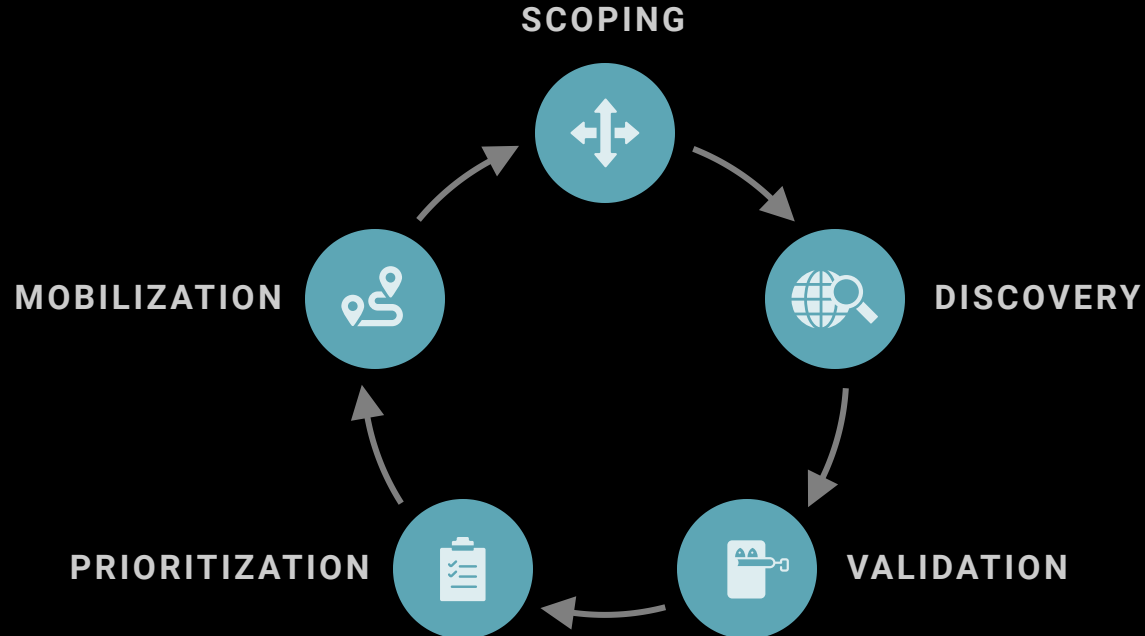 SCOPING
MOBILIZATION
DISCOVERY
PRIORITIZATION
VALIDATION